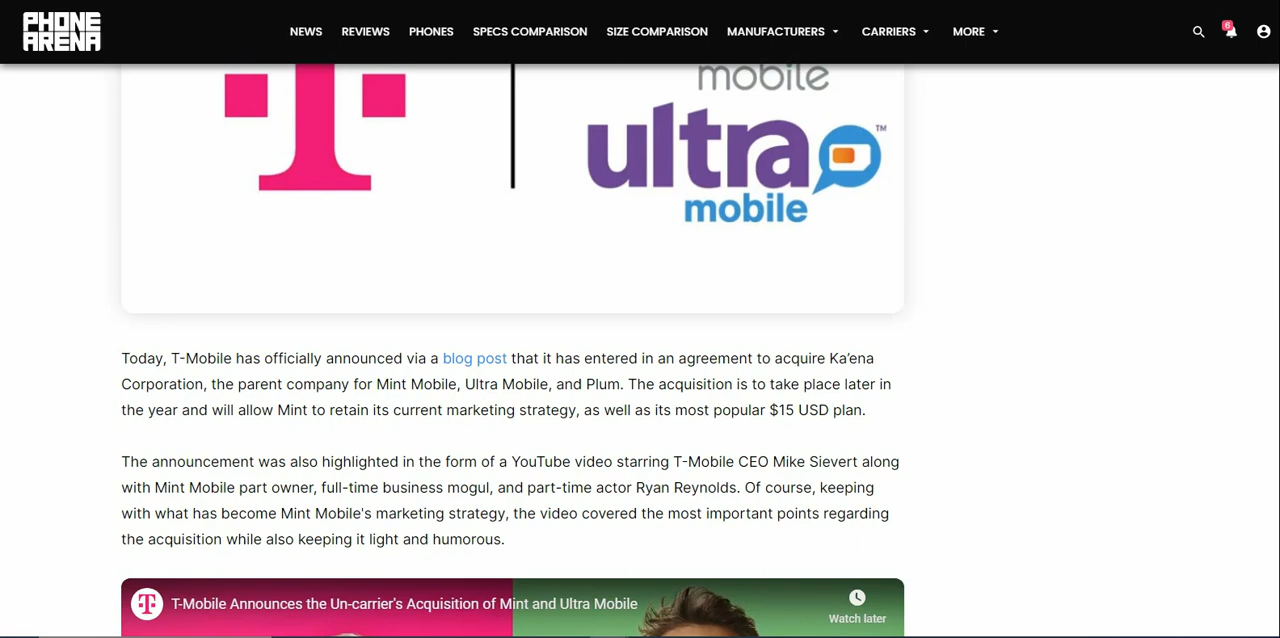 PHONE
ARENA
NEWS REVIEWS PHONES SPECS COMPARISON SIZE COMPARISON MANUFACTURERS CARRIERS MORE 6
T mobile
ultra TM
mobile
Today, T-Mobile has officially announced via a blog post that it has entered in an agreement to acquire Ka’ena
Corporation, the parent company for Mint Mobile, Ultra Mobile, and Plum. The acquisition is to take place later in
the year and will allow Mint to retain its current marketing strategy, as well as its most popular $15 USD plan.
The announcement was also highlighted in the form of a YouTube video starring T-Mobile CEO Mike Sievert along
with Mint Mobile part owner, full-time business mogul, and part-time actor Ryan Reynolds. Of course, keeping
with what has become Mint Mobile's marketing strategy, the video covered the most important points regarding
the acquisition while also keeping it light and humorous.
T T-Mobile Announces the Un-carrier's Acquisition of Mint and Ultra Mobile
Watch later